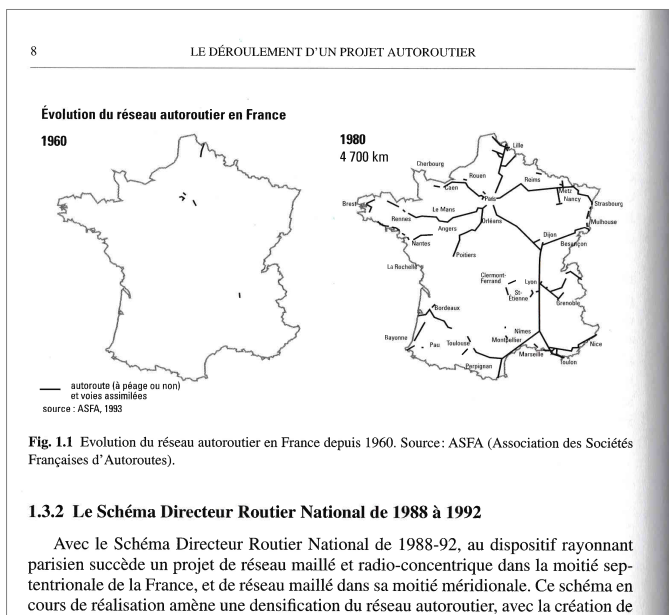 8
LE DÉROULEMENT D'UN PROJET AUTOROUTIER
Évolution du réseau autoroutier en France
1960
1980
4 700 km
Lille
Cherbourg
Rouen
Caen
Reims
Metz
Paris
Nancy
Strasbourg
Brest
Le Mans
Rennes
Orléans
Mulhouse
Angers
Dijon
Besançon
Nantes
Poitiers
La Rochelle
Clermont-
Ferrand
Lyon
St-
Etienne
Grenoble
Bordeaux
Nîmes
Bayonne
Pau
Toulouse
Montpellier
Nice
Marseille
Toulon
Perpignan
autoroute (à péage ou non)
et voies assimilées
source : ASFA, 1993
Fig. 1.1 Evolution du réseau autoroutier en France depuis 1960. Source : ASFA (Association des Sociétés
Françaises d'Autoroutes).
1.3.2 Le Schéma Directeur Routier National de 1988 à 1992
Avec le Schéma Directeur Routier National de 1988-92, au dispositif rayonnant
parisien succède un projet de réseau maillé et radio-concentrique dans la moitié sep-
tentrionale de la France, et de réseau maillé dans sa moitié méridionale. Ce schéma en
cours de réalisation amène une densification du réseau autoroutier, avec la création de